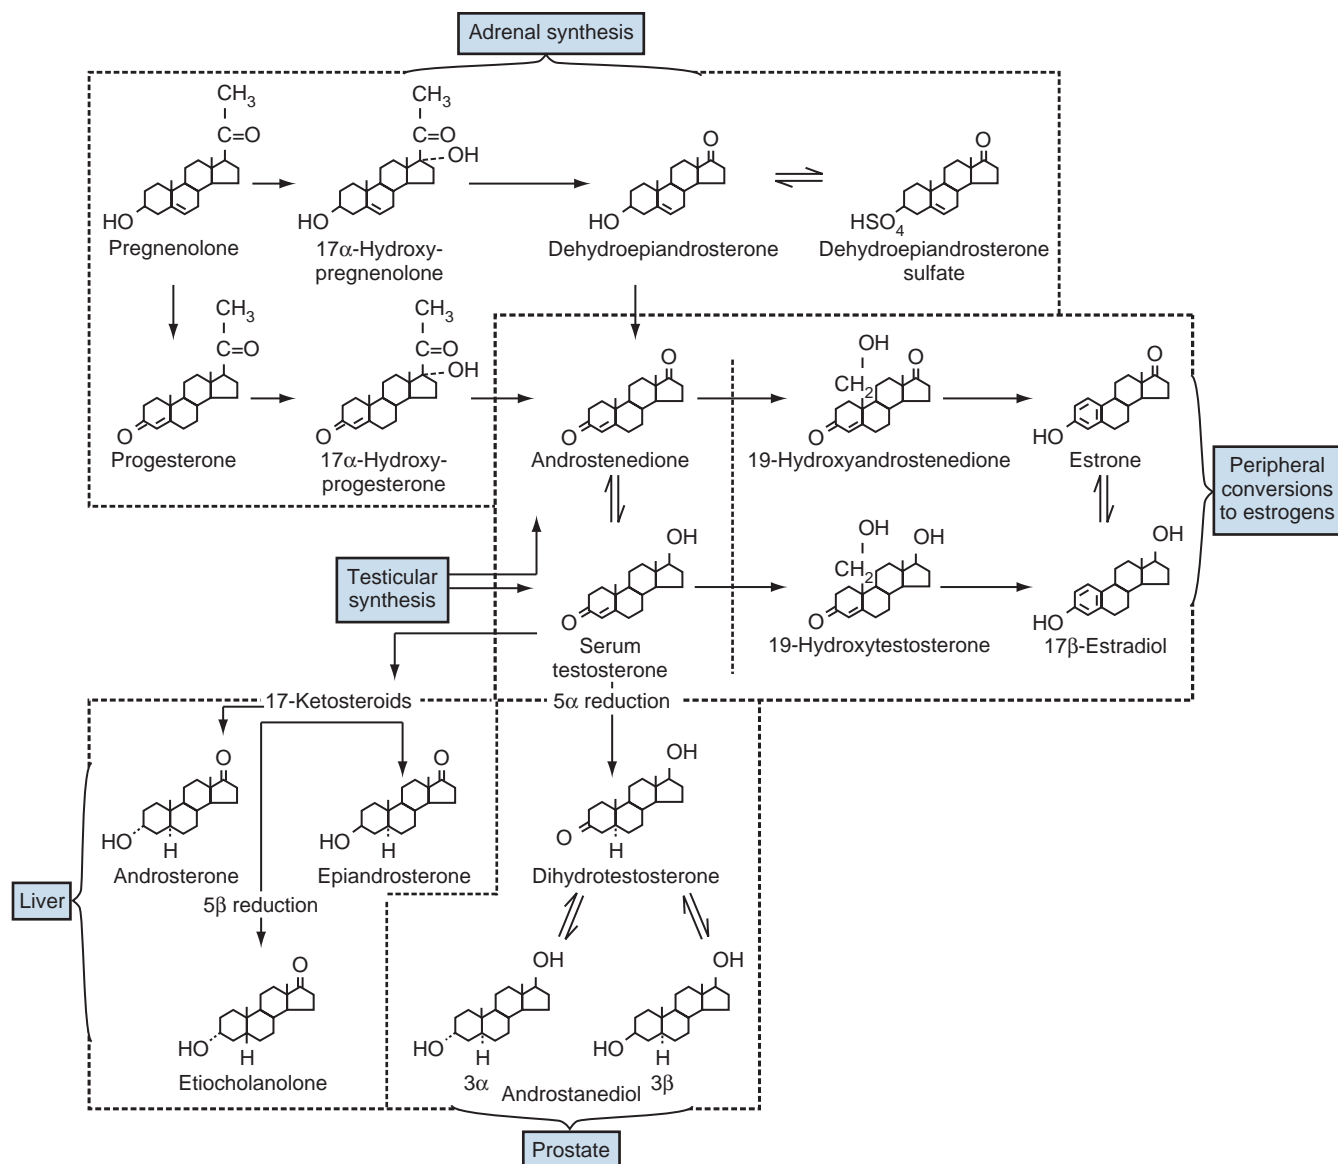 Adrenal synthesis
CH3
C=O
HO
Pregnenolone
CH3
C=O
OH
HO
17α-Hydroxy-
pregnenolone
O
HO
Dehydroepiandrosterone
O
HSO4
Dehydroepiandrosterone
sulfate
CH3
C=O
O
Progesterone
CH3
C=O
OH
O
17α-Hydroxy-
progesterone
O
O
Androstenedione
OH
CH2
O
O
19-Hydroxyandrostenedione
O
HO
Estrone
Peripheral
conversions
to estrogens
Testicular
synthesis
OH
O
Serum
testosterone
OH
CH2
OH
O
19-Hydroxytestosterone
OH
HO
17β-Estradiol
17-Ketosteroids
5α reduction
O
HO
H
Androsterone
O
HO
H
Epiandrosterone
OH
O
H
Dihydrotestosterone
Liver
5β reduction
O
HO
H
Etiocholanolone
OH
HO
H
3α
OH
HO
H
3β
Androstanediol
Prostate